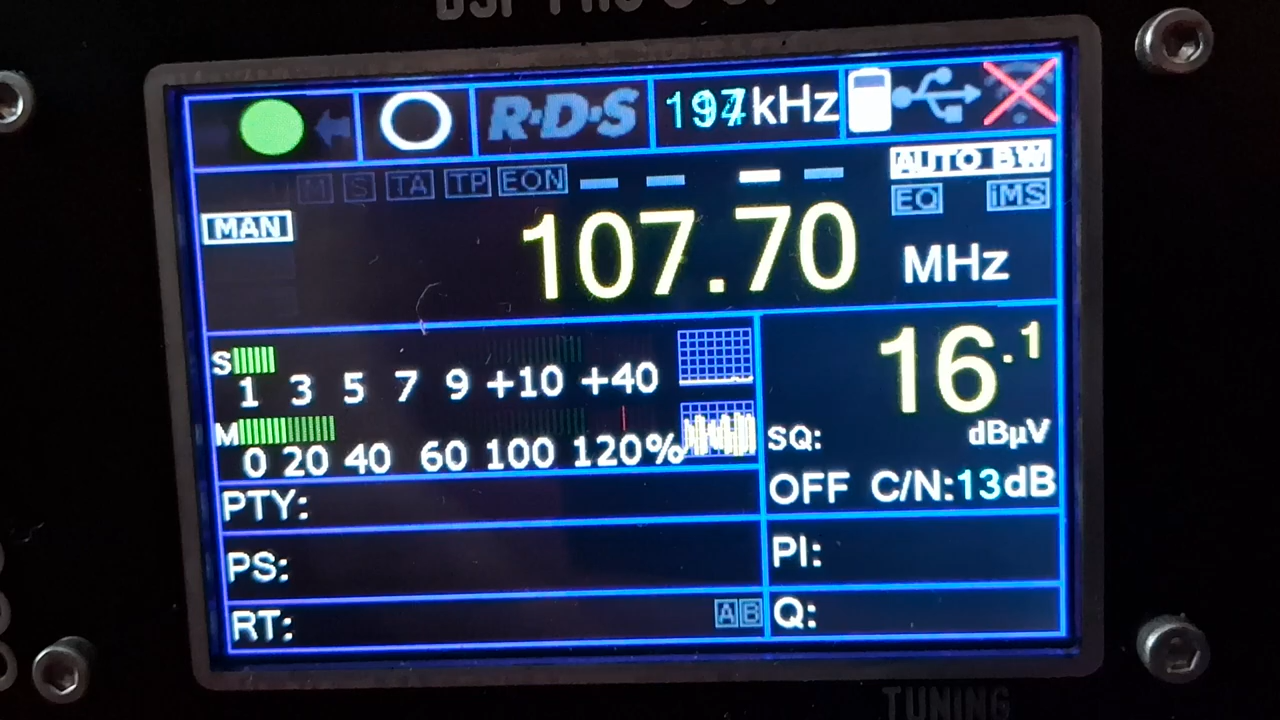 R·D·S kHz
M S TA TP EON AUTO BW
EQ iMS
MAN 107.70 MHz
S
1 3 5 7 9 +10 +40
16.1
M
0 20 40 60 100 120%
SQ: dBµV
OFF C/N:13dB
PTY:
PS: PI:
RT: AB Q:
TUNING